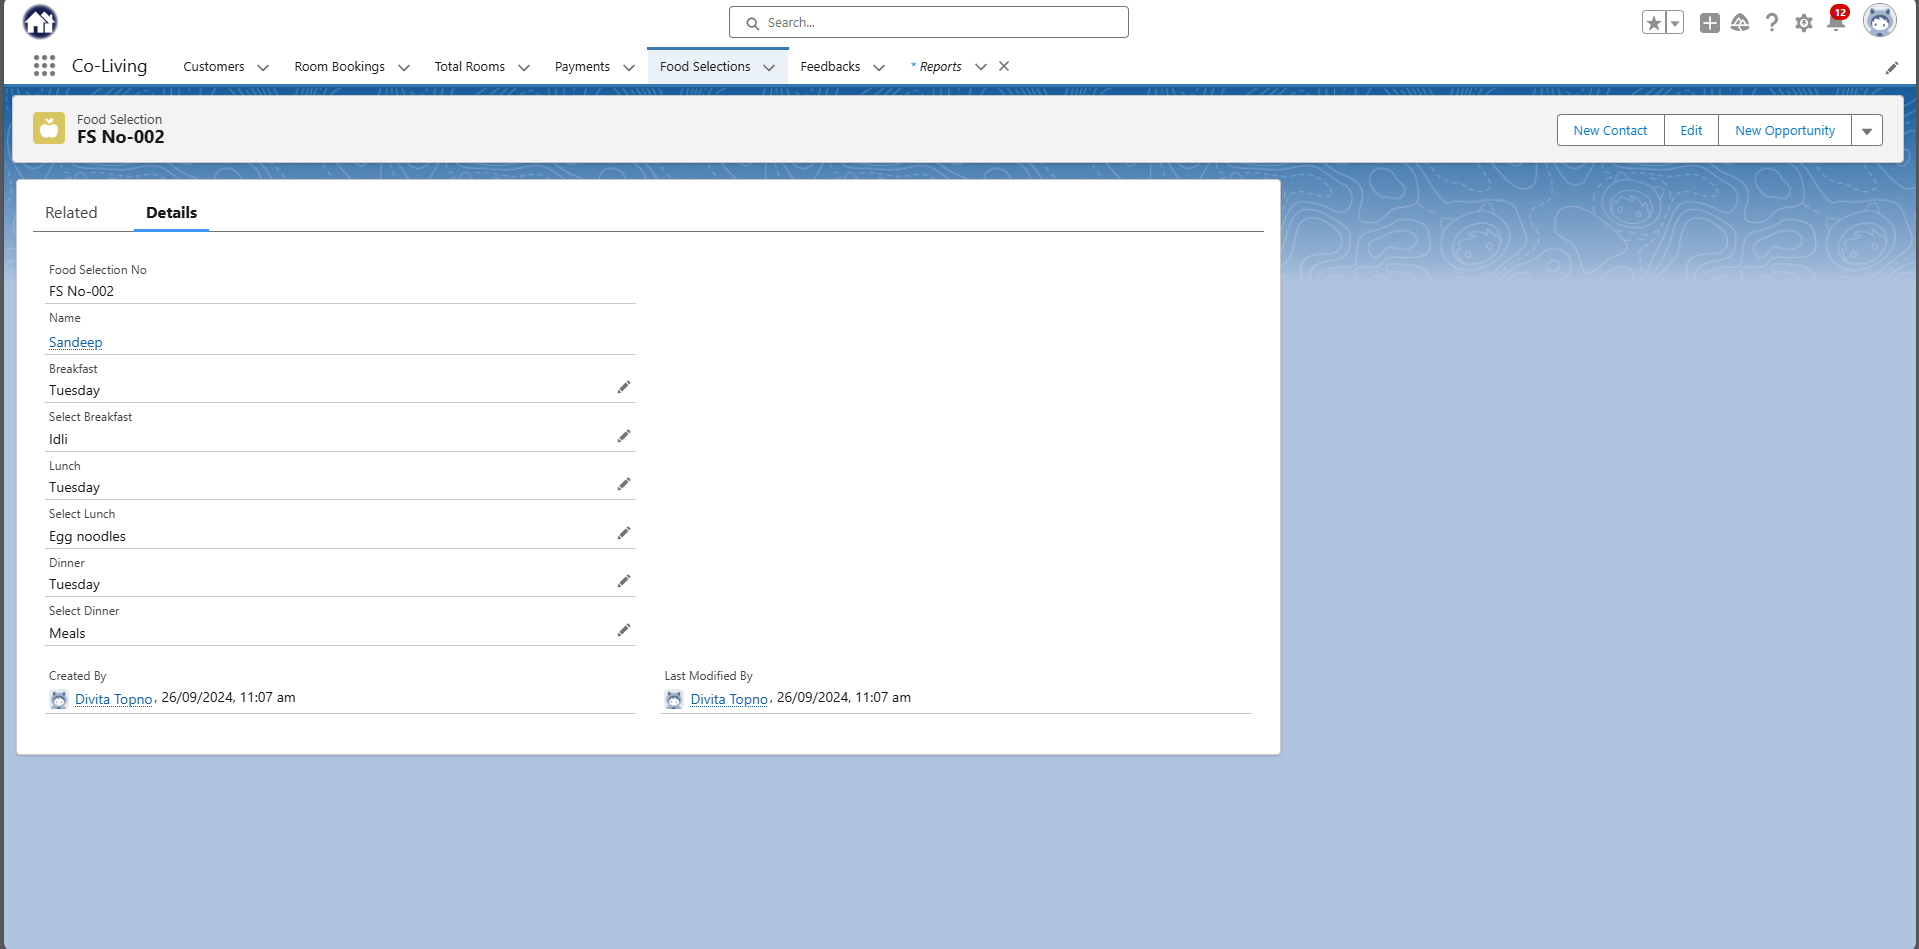 Search...
12
Co-Living
Customers
Room Bookings
Total Rooms
Payments
Food Selections
Feedbacks
* Reports
Food Selection
FS No-002
New Contact
Edit
New Opportunity
Related
Details
Food Selection No
FS No-002
Name
Sandeep
Breakfast
Tuesday
Select Breakfast
Idli
Lunch
Tuesday
Select Lunch
Egg noodles
Dinner
Tuesday
Select Dinner
Meals
Created By
Divita Topno, 26/09/2024, 11:07 am
Last Modified By
Divita Topno, 26/09/2024, 11:07 am